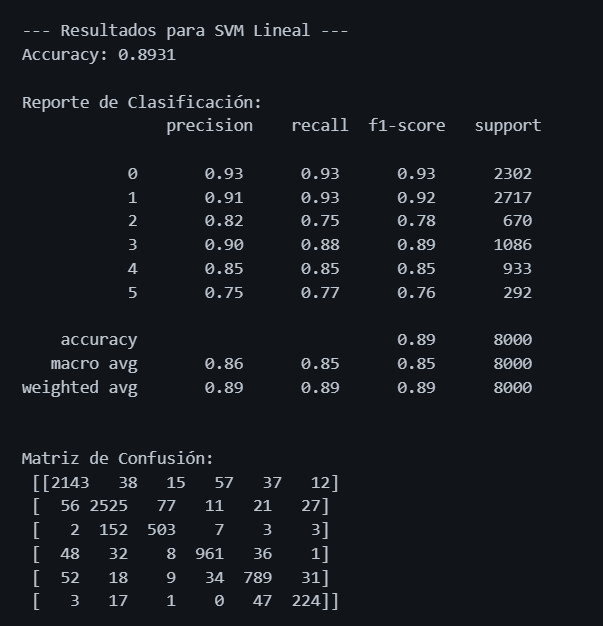 --- Resultados para SVM Lineal ---
Accuracy: 0.8931
Reporte de Clasificación:
precision recall f1-score support
0 0.93 0.93 0.93 2302
1 0.91 0.93 0.92 2717
2 0.82 0.75 0.78 670
3 0.90 0.88 0.89 1086
4 0.85 0.85 0.85 933
5 0.75 0.77 0.76 292
accuracy 0.89 8000
macro avg 0.86 0.85 0.85 8000
weighted avg 0.89 0.89 0.89 8000
Matriz de Confusión:
[[2143 38 15 57 37 12]
[ 56 2525 77 11 21 27]
[ 2 152 503 7 3 3]
[ 48 32 8 961 36 1]
[ 52 18 9 34 789 31]
[ 3 17 1 0 47 224]]